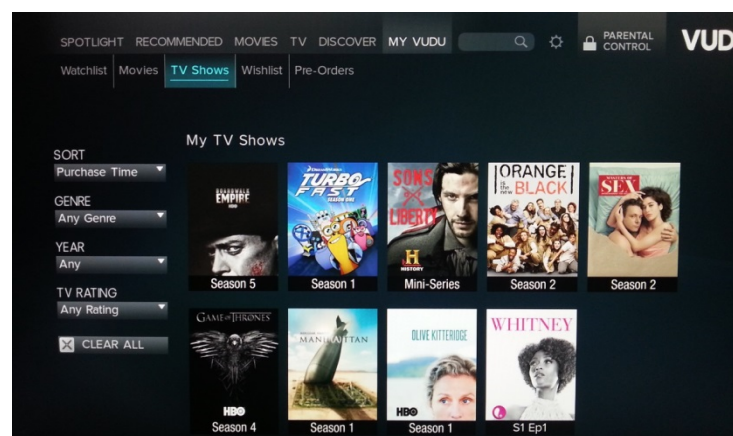 SPOTLIGHT RECOMMENDED MOVIES TV DISCOVER MY VUDU PARENTAL CONTROL VUD
Watchlist Movies TV Shows Wishlist Pre-Orders
My TV Shows
SORT
Purchase Time
GENRE
Any Genre
YEAR
Any
TV RATING
Any Rating
CLEAR ALL
BOARDWALK
EMPIRE
HBO
Season 5
DreamWorks
TURBO
FAST
SEASON ONE
Season 1
SONS
OF
LIBERTY
H
HISTORY
Mini-Series
ORANGE
is the new
BLACK
Season 2
MASTERS OF
SEX
Season 2
GAME OF THRONES
HBO
Season 4
MANHATTAN
Season 1
OLIVE KITTERIDGE
HBO
Season 1
WHITNEY
S1 Ep1